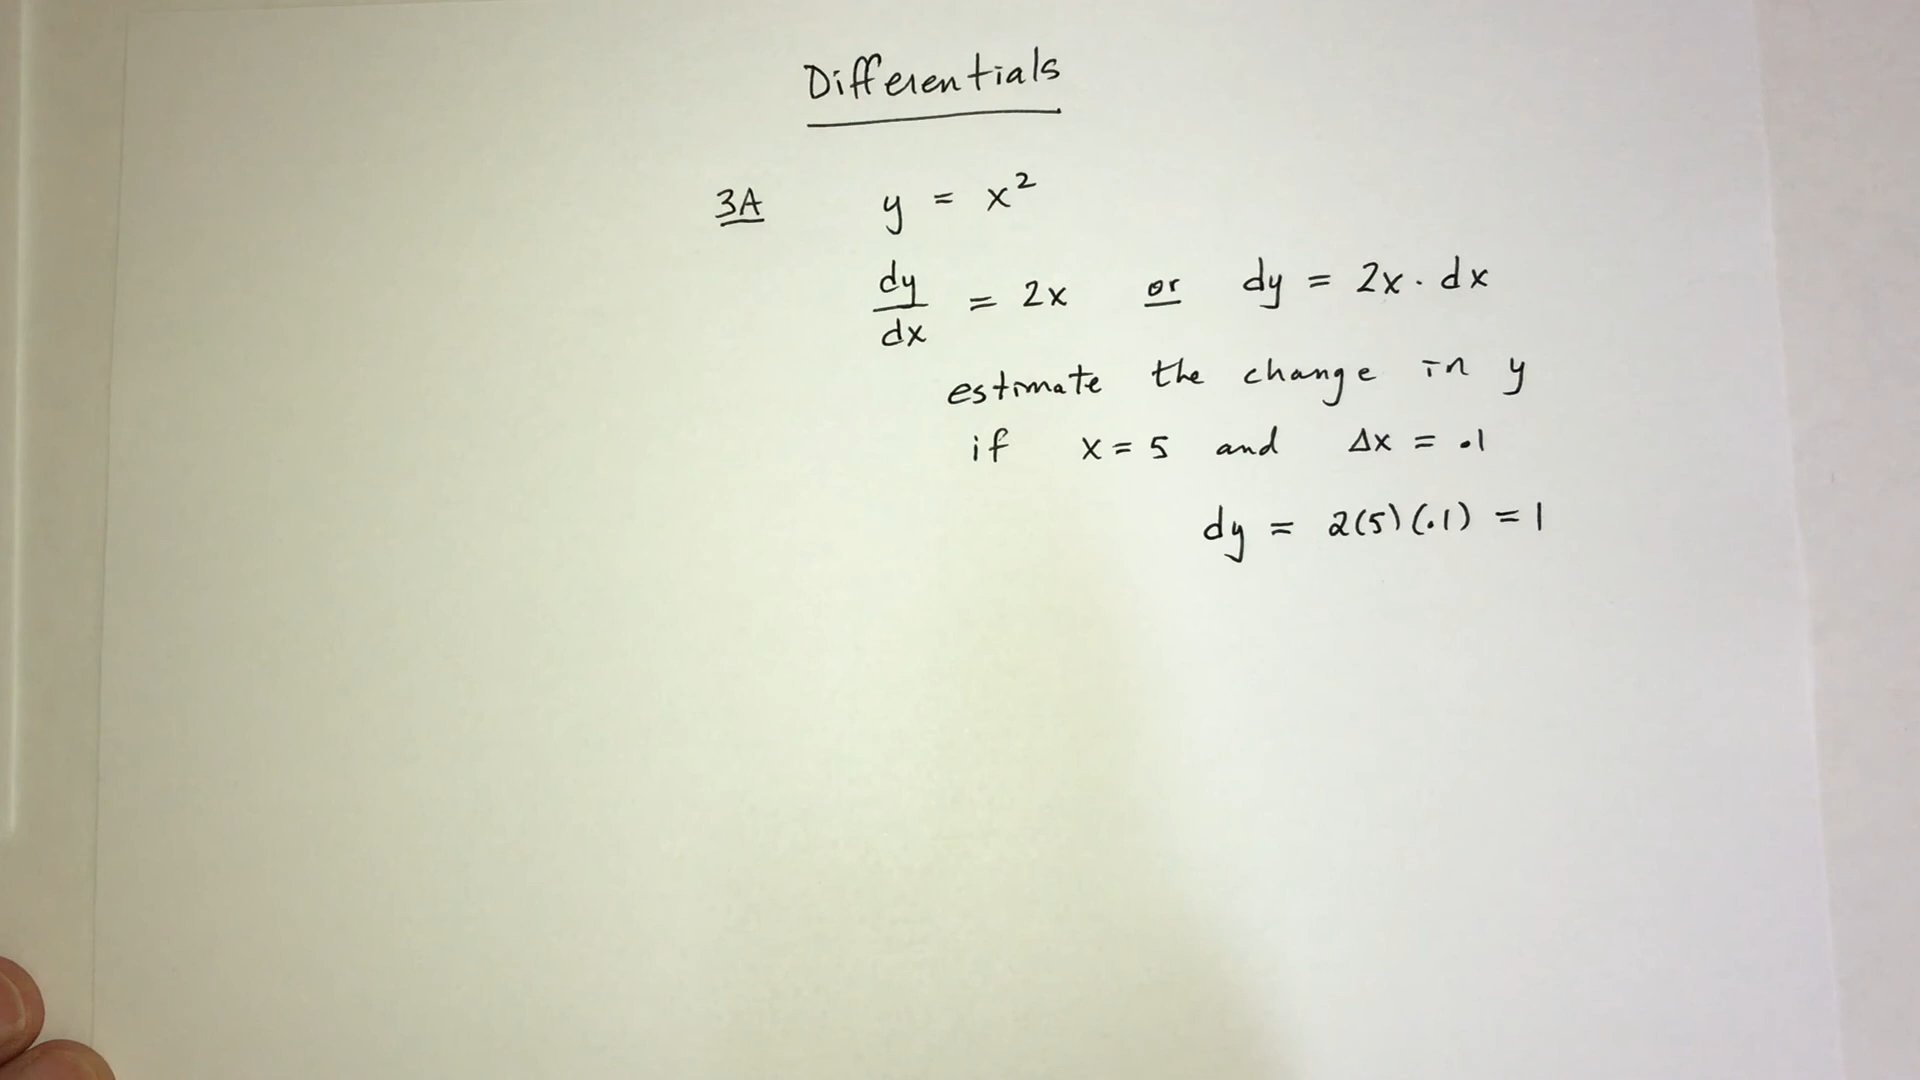 Differentials
3A y = x²
dy/dx = 2x or dy = 2x · dx
estimate the change in y
if x = 5 and Δx = .1
dy = 2(5)(.1) = 1